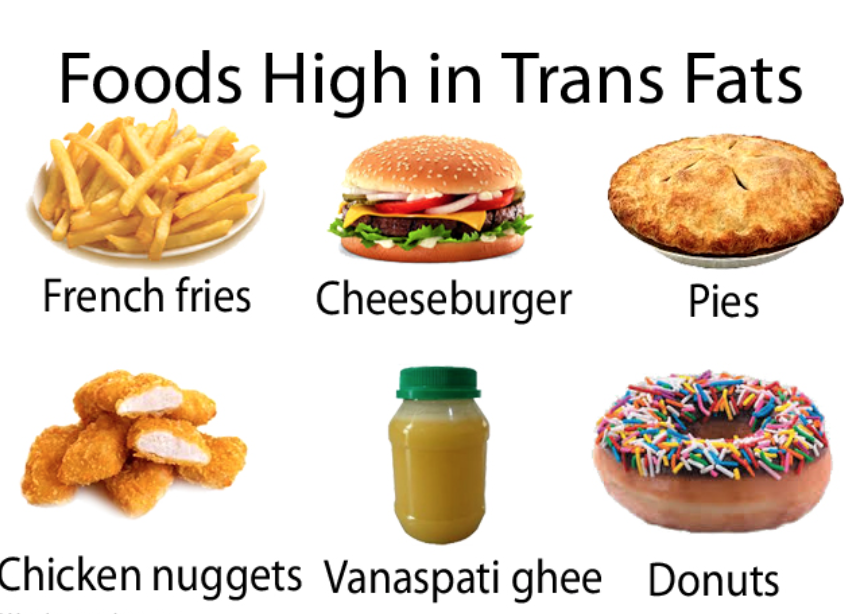 Foods High in Trans Fats
French fries Cheeseburger Pies
Chicken nuggets Vanaspati ghee Donuts